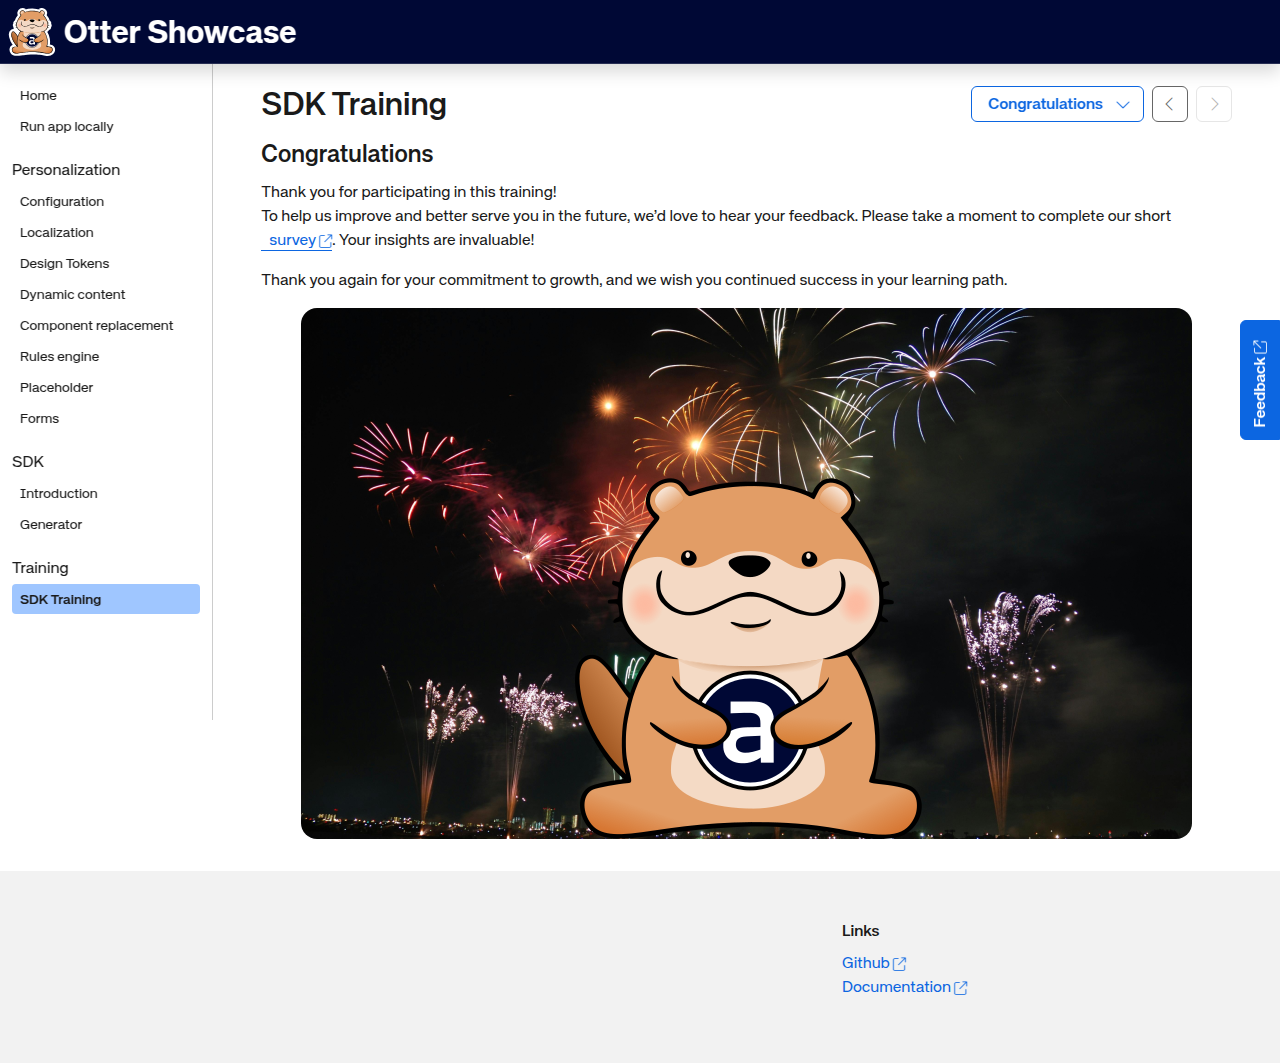 Otter Showcase
Home
Run app locally
Personalization
Configuration
Localization
Design Tokens
Dynamic content
Component replacement
Rules engine
Placeholder
Forms
SDK
Introduction
Generator
Training
SDK Training
SDK Training
Congratulations
Congratulations
Thank you for participating in this training!
To help us improve and better serve you in the future, we’d love to hear your feedback. Please take a moment to complete our short
survey. Your insights are invaluable!
Thank you again for your commitment to growth, and we wish you continued success in your learning path.
a
Feedback
Links
Github
Documentation